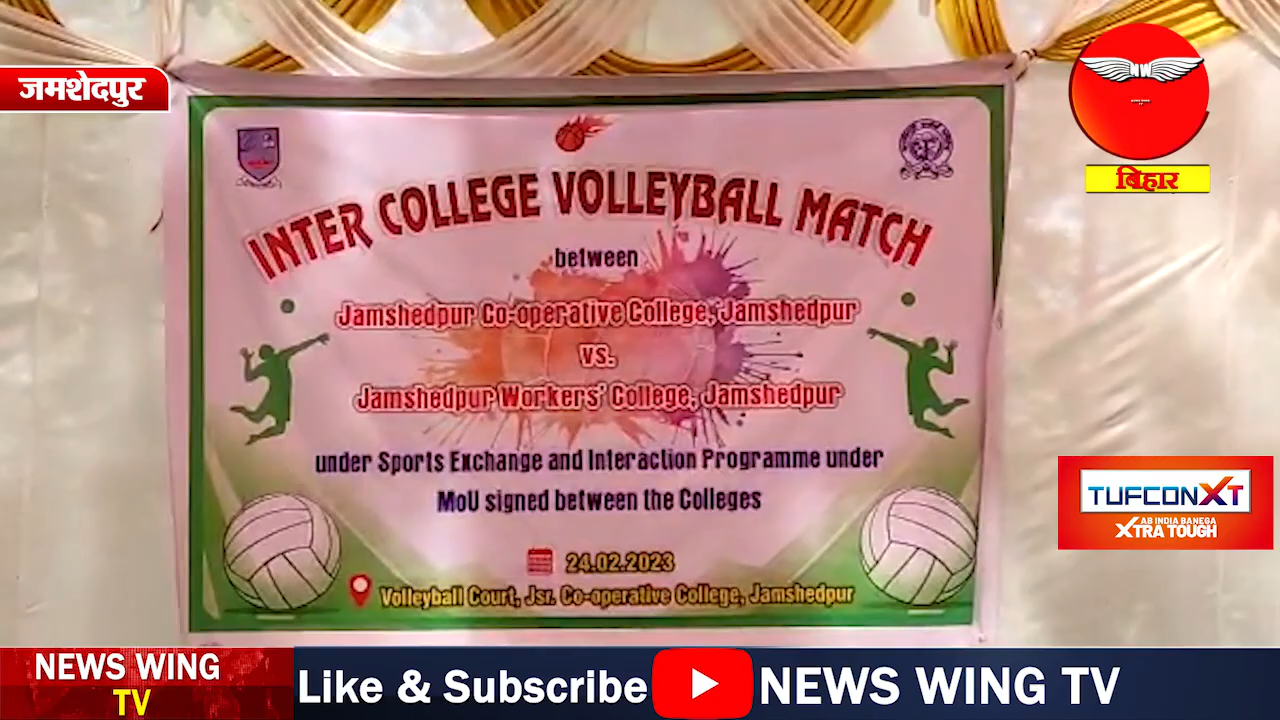 जमशेदपुर
NW
बिहार
INTER COLLEGE VOLLEYBALL MATCH
between
Jamshedpur Co-operative College, Jamshedpur
vs.
Jamshedpur Workers' College, Jamshedpur
under Sports Exchange and Interaction Programme under
MoU signed between the Colleges
24.02.2023
Volleyball Court, Jsr. Co-operative College, Jamshedpur
TUFCONXT
AB INDIA BANEGA
XTRA TOUGH
NEWS WING
TV
Like & Subscribe NEWS WING TV